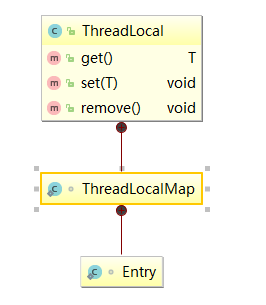 ThreadLocal
get() T
set(T) void
remove() void
ThreadLocalMap
Entry